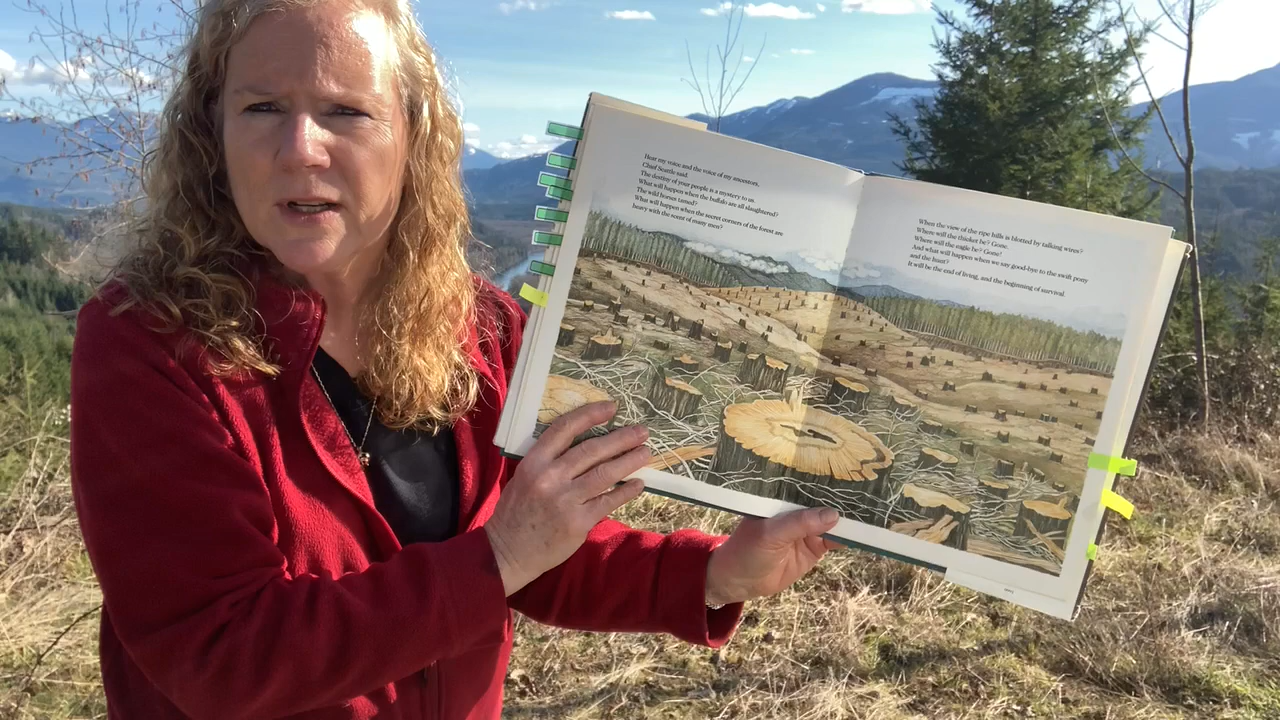 Hear my voice and the voice of my ancestors,
Chief Seattle said.
The destiny of your people is a mystery to us.
What will happen when the buffalo are all slaughtered?
The wild horses tamed?
What will happen when the secret corners of the forest are
heavy with the scent of many men?
When the view of the ripe hills is blotted by talking wires?
Where will the thicket be? Gone.
Where will the eagle be? Gone!
And what will happen when we say good-bye to the swift pony
and the hunt?
It will be the end of living, and the beginning of survival.